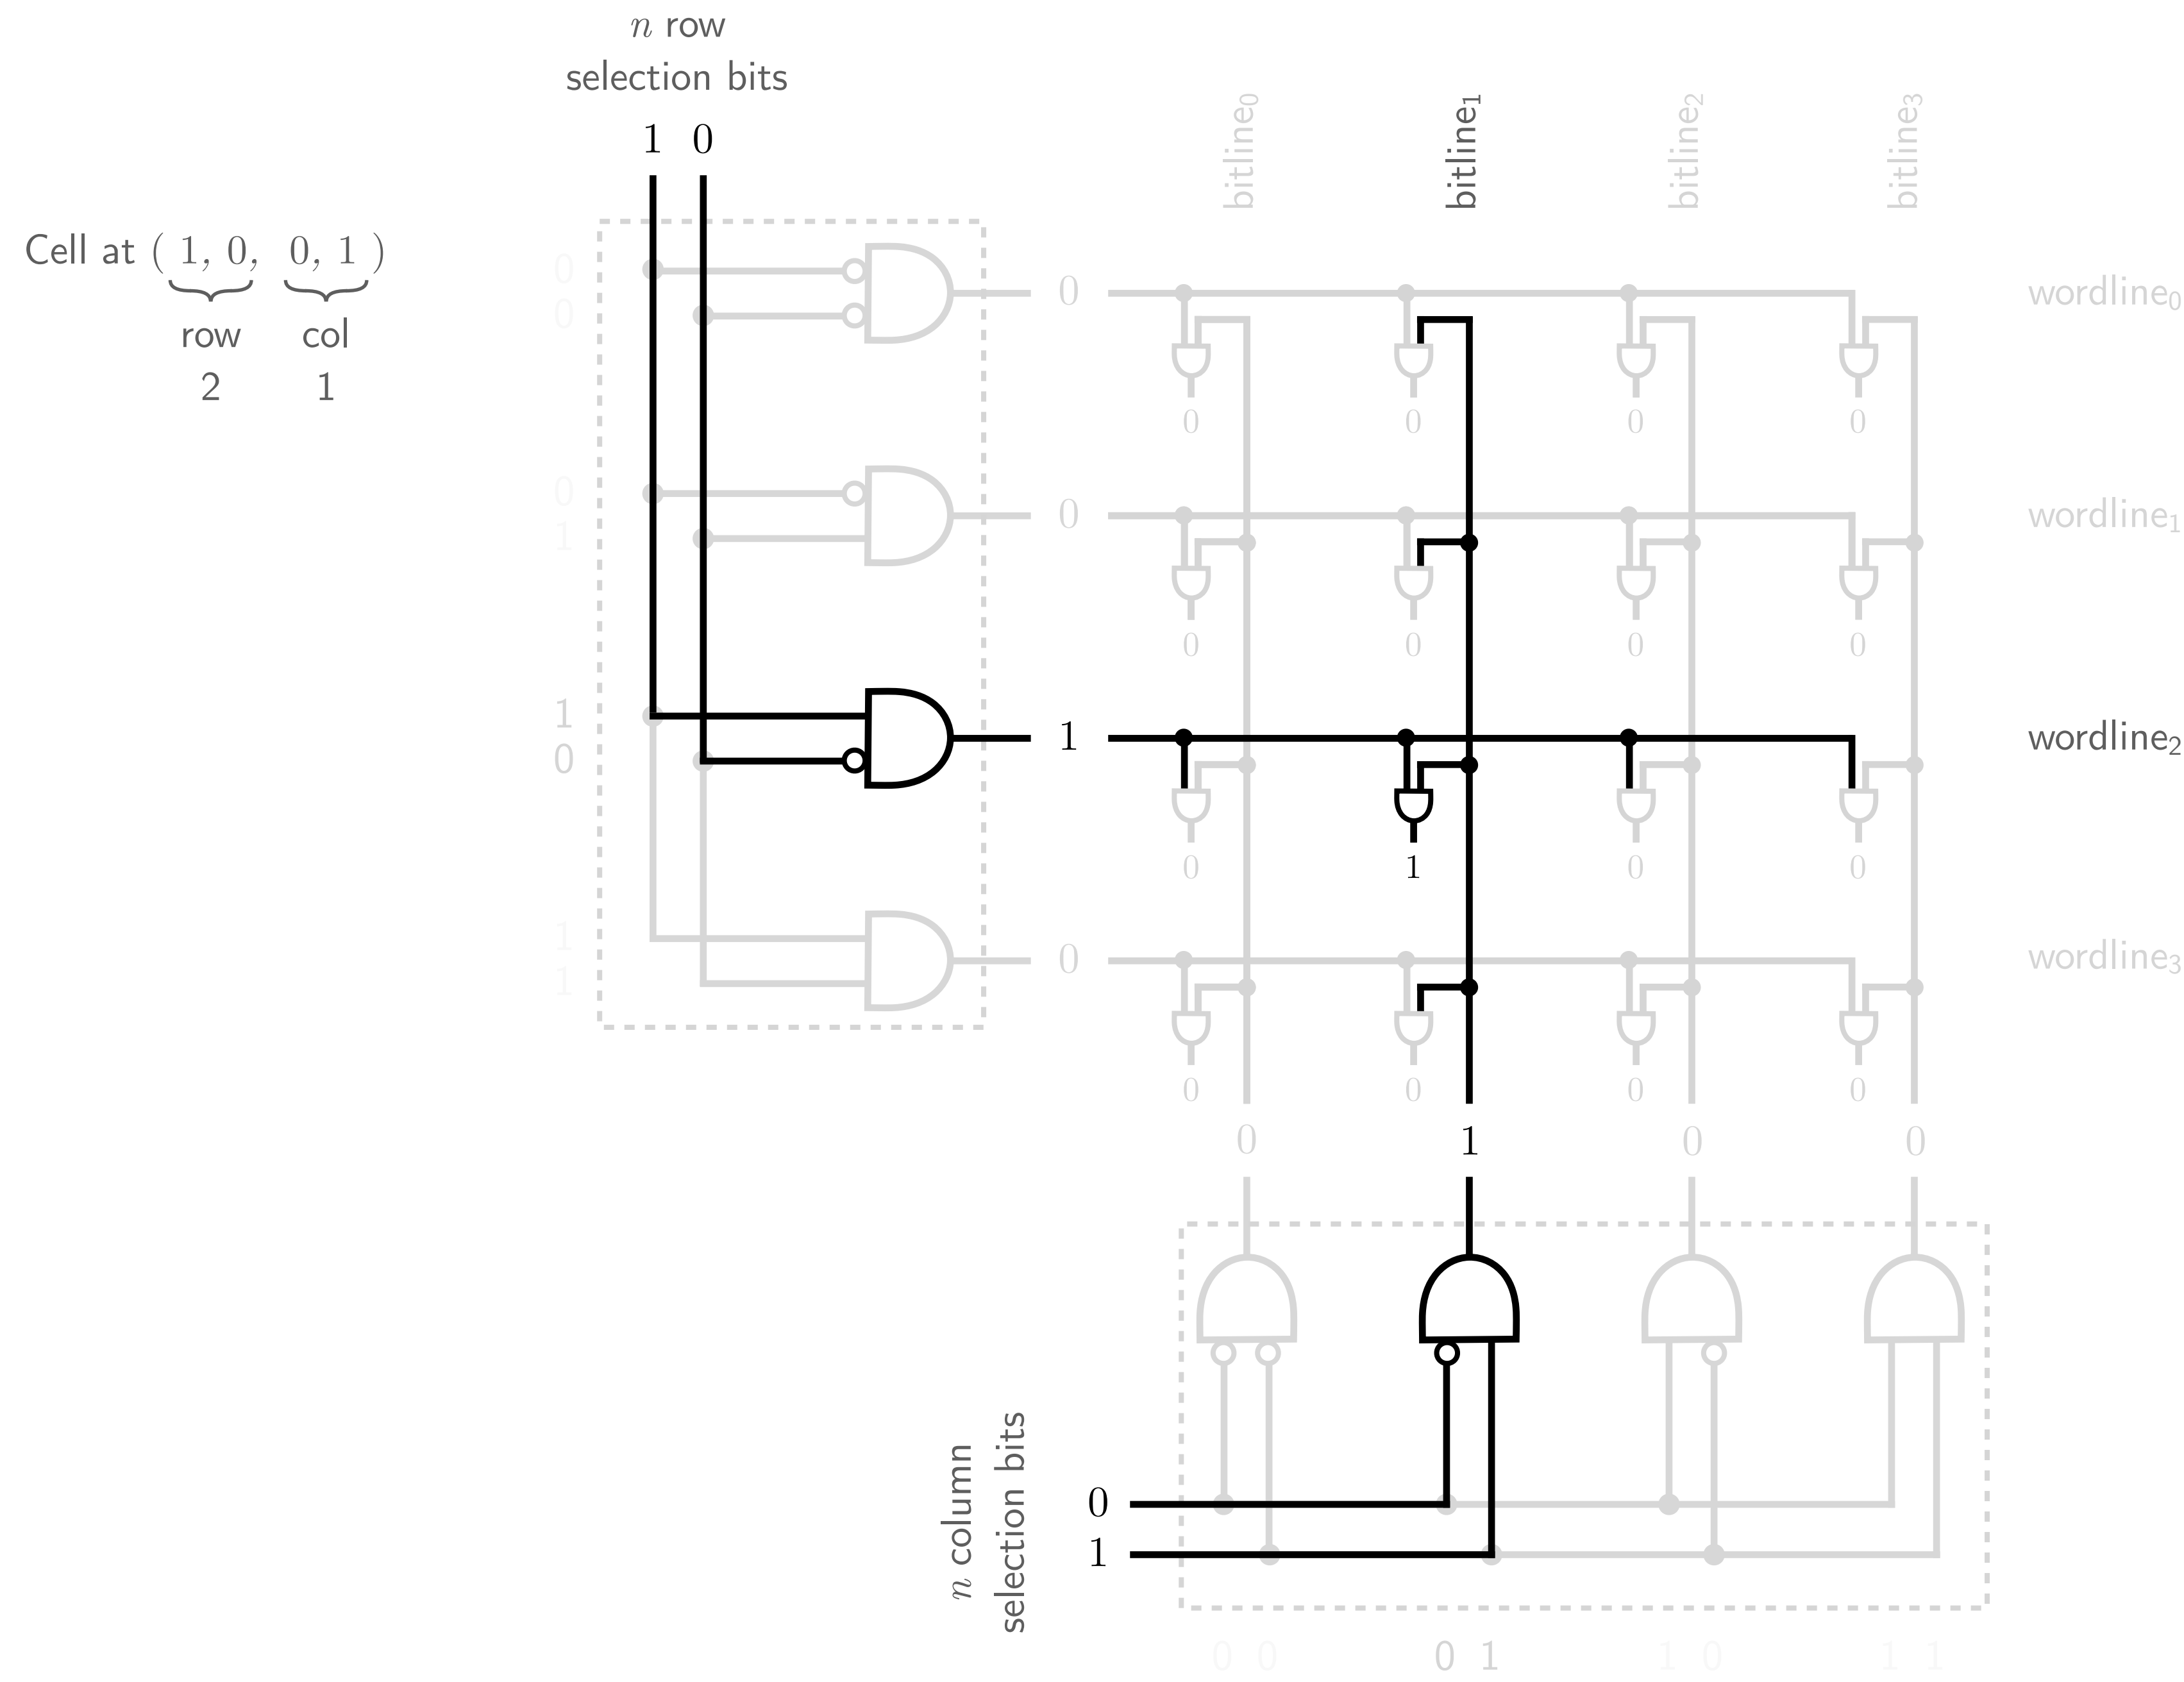 n row
selection bits
1 0
bitline0
bitline1
bitline2
bitline3
Cell at ( 1, 0, 0, 1 )
row col
2 1
0
0
0
wordline0
0 0 0 0
0
1
0
wordline1
0 0 0 0
1
0
1
wordline2
0 1 0 0
1
1
0
wordline3
0 0 0 0
0 1 0 0
n column
selection bits
0
1
0 0 0 1 1 0 1 1